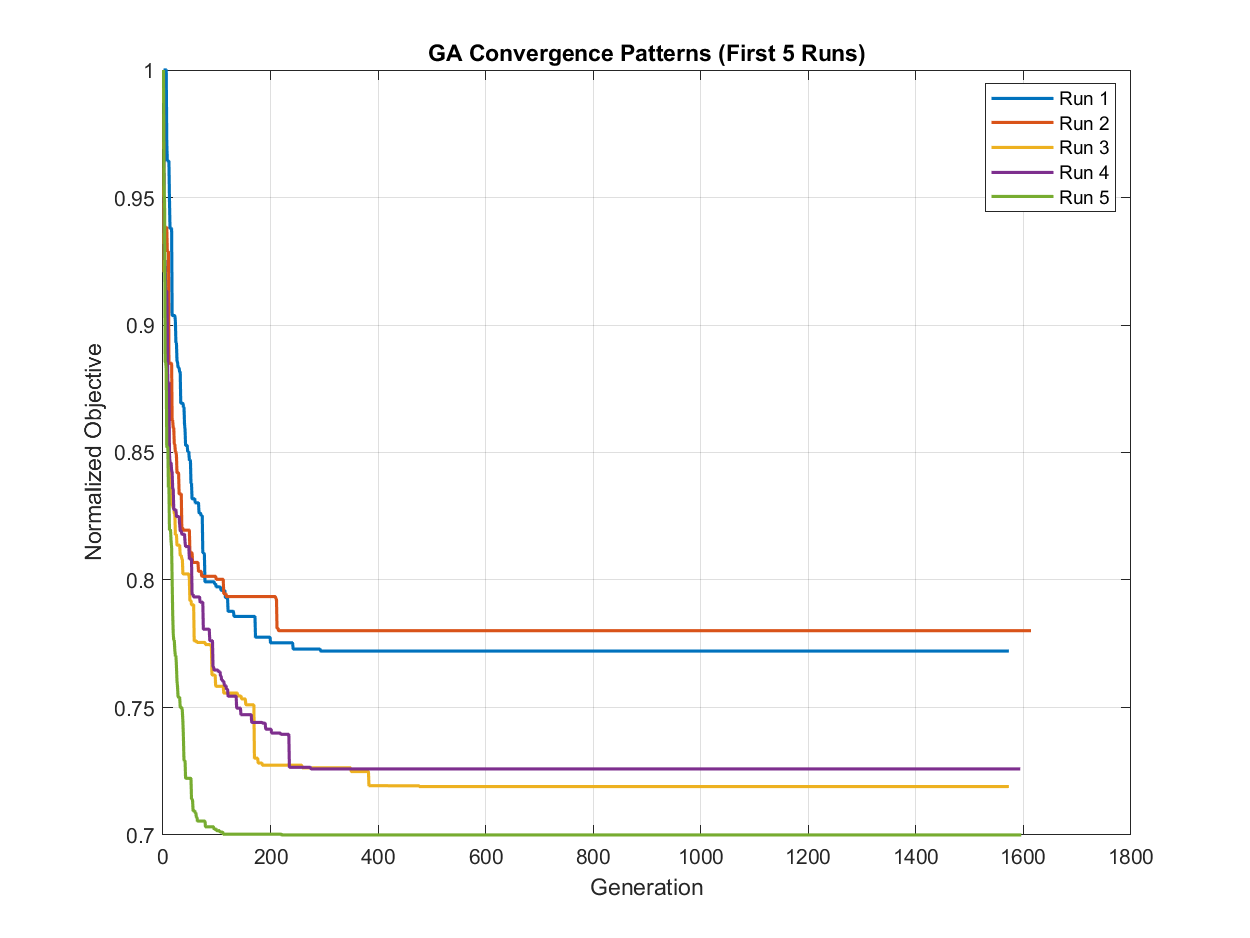 GA Convergence Patterns (First 5 Runs)
1
0.95
0.9
0.85
0.8
0.75
0.7
Normalized Objective
Run 1
Run 2
Run 3
Run 4
Run 5
0 200 400 600 800 1000 1200 1400 1600 1800
Generation